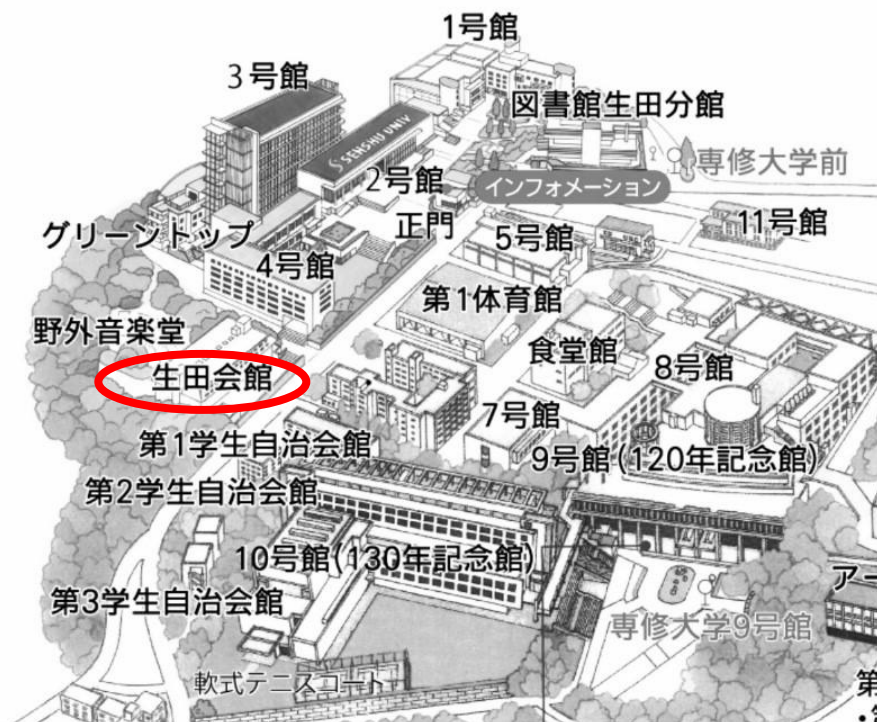 1号館
3号館
図書館生田分館
SENSHU UNIV
専修大学前
2号館
インフォメーション
グリーントップ
正門
5号館
11号館
4号館
第1体育館
野外音楽堂
食堂館
生田会館
8号館
7号館
第1学生自治会館
9号館(120年記念館)
第2学生自治会館
10号館(130年記念館)
アー
第3学生自治会館
専修大学9号館
軟式テニスコート
第